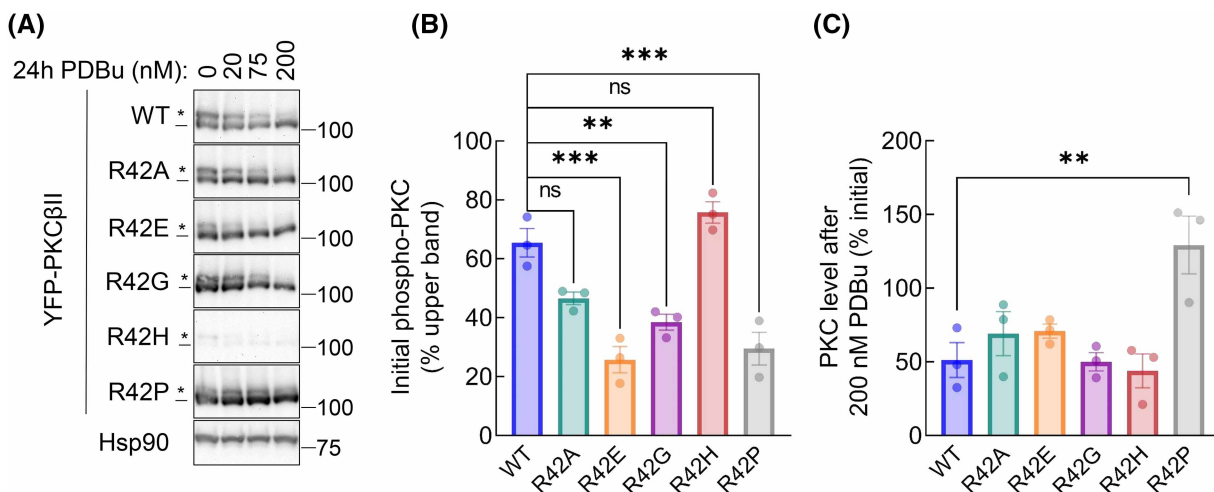 (A)
24h PDBu (nM): 0 20 75 200
YFP-PKCβII
WT * 100
R42A * 100
R42E * 100
R42G * 100
R42H * 100
R42P * 100
Hsp90 75
(B)
Initial phospho-PKC
(% upper band)
100
80
60
40
20
0
***
ns
**
***
ns
WT R42A R42E R42G R42H R42P
(C)
PKC level after
200 nM PDBu (% initial)
200
150
100
50
0
**
WT R42A R42E R42G R42H R42P